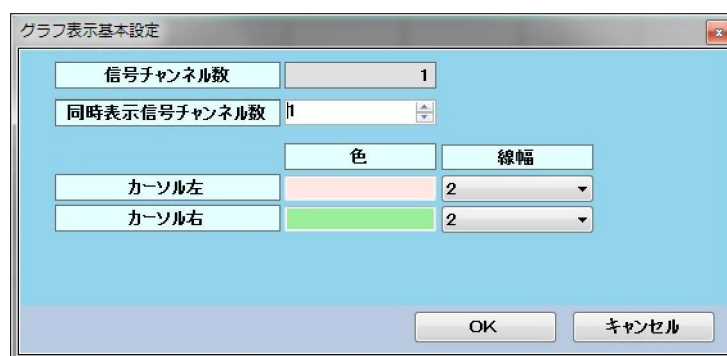 グラフ表示基本設定
信号チャンネル数 1
同時表示信号チャンネル数 1
色 線幅
カーソル左 2
カーソル右 2
OK キャンセル